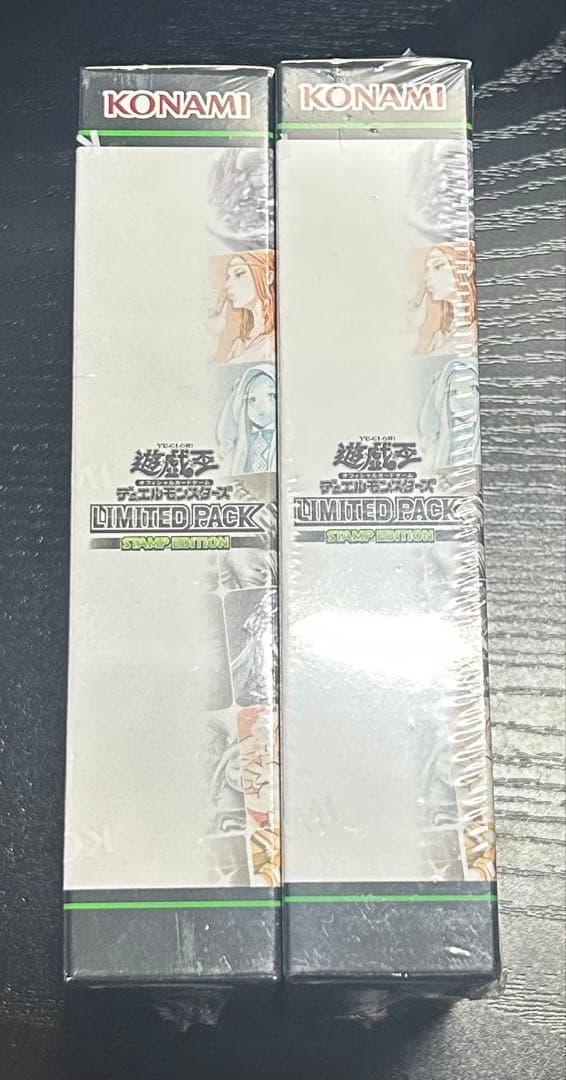 KONAMI
YU-GI-OH!
遊戯王
オフィシャルカードゲーム
デュエルモンスターズ
LIMITED PACK
STAMP EDITION
KONAMI
YU-GI-OH!
遊戯王
オフィシャルカードゲーム
デュエルモンスターズ
LIMITED PACK
STAMP EDITION